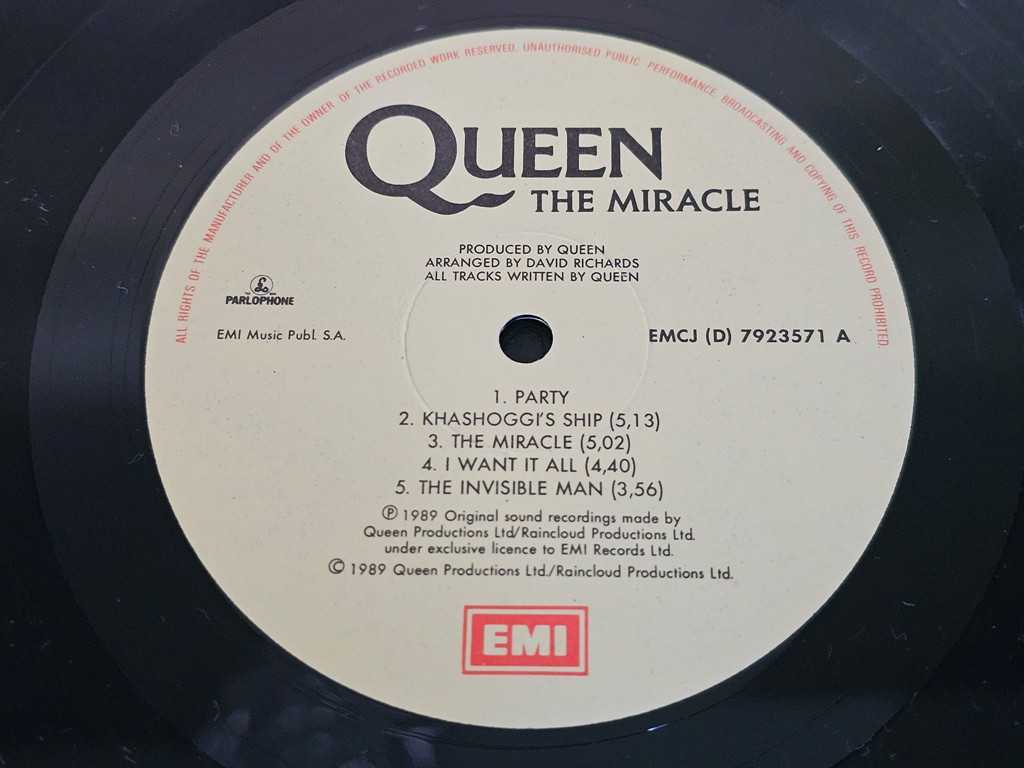 ALL RIGHTS OF THE MANUFACTURER AND OF THE OWNER OF THE RECORDED WORK RESERVED. UNAUTHORISED PUBLIC PERFORMANCE BROADCASTING AND COPYING OF THIS RECORD PROHIBITED.
QUEEN
THE MIRACLE
PRODUCED BY QUEEN
ARRANGED BY DAVID RICHARDS
ALL TRACKS WRITTEN BY QUEEN
£
PARLOPHONE
EMI Music Publ. S.A.
EMCJ (D) 7923571 A
1. PARTY
2. KHASHOGGI'S SHIP (5,13)
3. THE MIRACLE (5,02)
4. I WANT IT ALL (4,40)
5. THE INVISIBLE MAN (3,56)
Ⓟ 1989 Original sound recordings made by
Queen Productions Ltd/Raincloud Productions Ltd.
under exclusive licence to EMI Records Ltd.
© 1989 Queen Productions Ltd./Raincloud Productions Ltd.
EMI